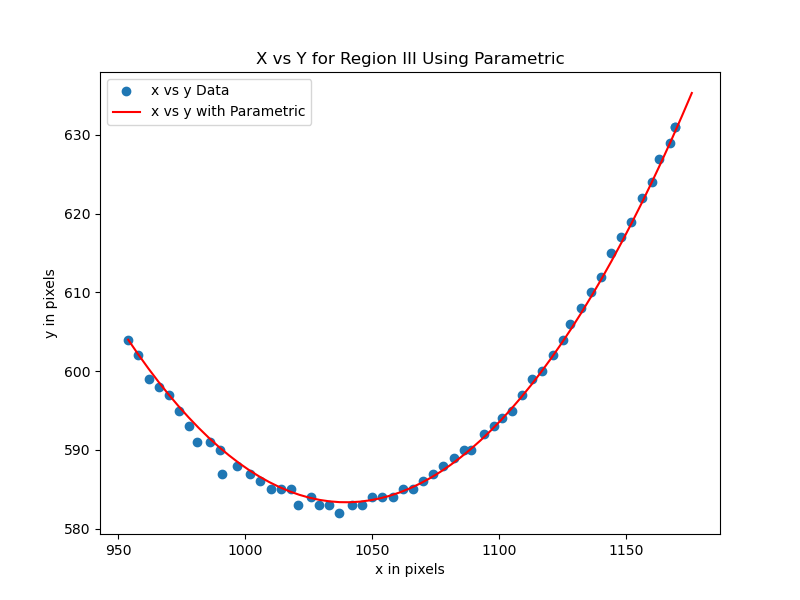 X vs Y for Region III Using Parametric
x vs y Data
x vs y with Parametric
630
620
610
600
590
580
y in pixels
950
1000
1050
1100
1150
x in pixels